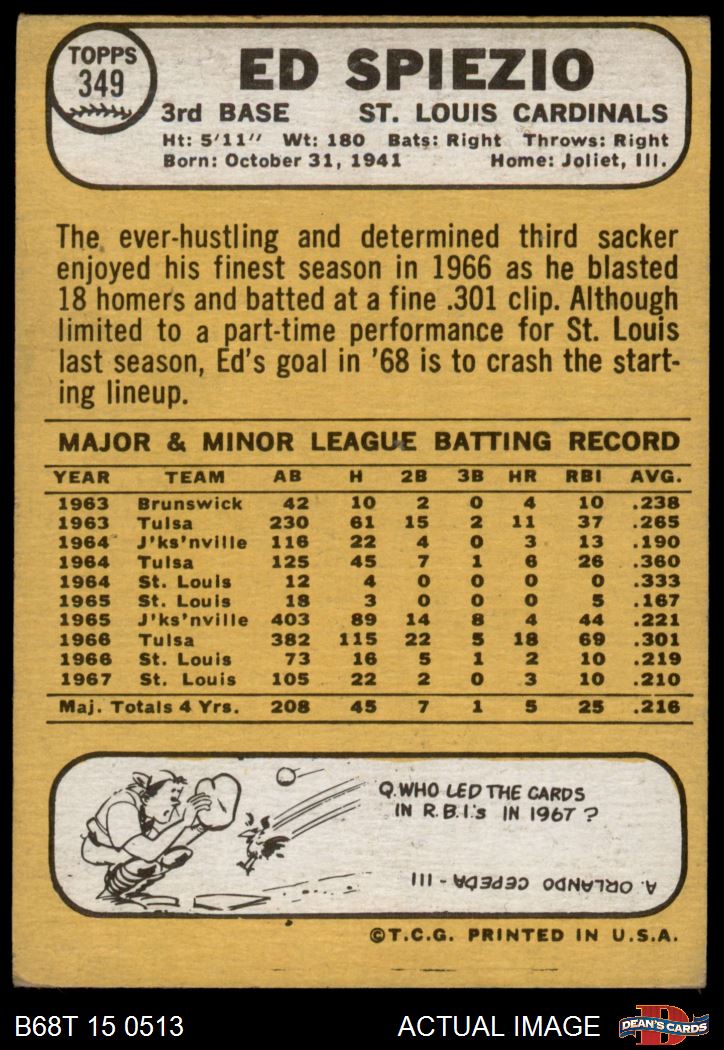 TOPPS
349
ED SPIEZIO
3rd BASE ST. LOUIS CARDINALS
Ht: 5'11" Wt: 180 Bats: Right Throws: Right
Born: October 31, 1941 Home: Joliet, Ill.
The ever-hustling and determined third sacker
enjoyed his finest season in 1966 as he blasted
18 homers and batted at a fine .301 clip. Although
limited to a part-time performance for St. Louis
last season, Ed's goal in '68 is to crash the start-
ing lineup.
MAJOR & MINOR LEAGUE BATTING RECORD
YEAR TEAM AB H 2B 3B HR RBI AVG.
1963 Brunswick 42 10 2 0 4 10 .238
1963 Tulsa 230 61 15 2 11 37 .265
1964 J'ks'nville 116 22 4 0 3 13 .190
1964 Tulsa 125 45 7 1 6 26 .360
1964 St. Louis 12 4 0 0 0 0 .333
1965 St. Louis 18 3 0 0 0 5 .167
1965 J'ks'nville 403 89 14 8 4 44 .221
1966 Tulsa 382 115 22 5 18 69 .301
1966 St. Louis 73 16 5 1 2 10 .219
1967 St. Louis 105 22 2 0 3 10 .210
Maj. Totals 4 Yrs. 208 45 7 1 5 25 .216
Q. WHO LED THE CARDS
IN R.B.I.'s IN 1967 ?
A. ORLANDO CEPEDA - 111
©T.C.G. PRINTED IN U.S.A.
B68T 15 0513 ACTUAL IMAGE
D
DEAN'S CARDS